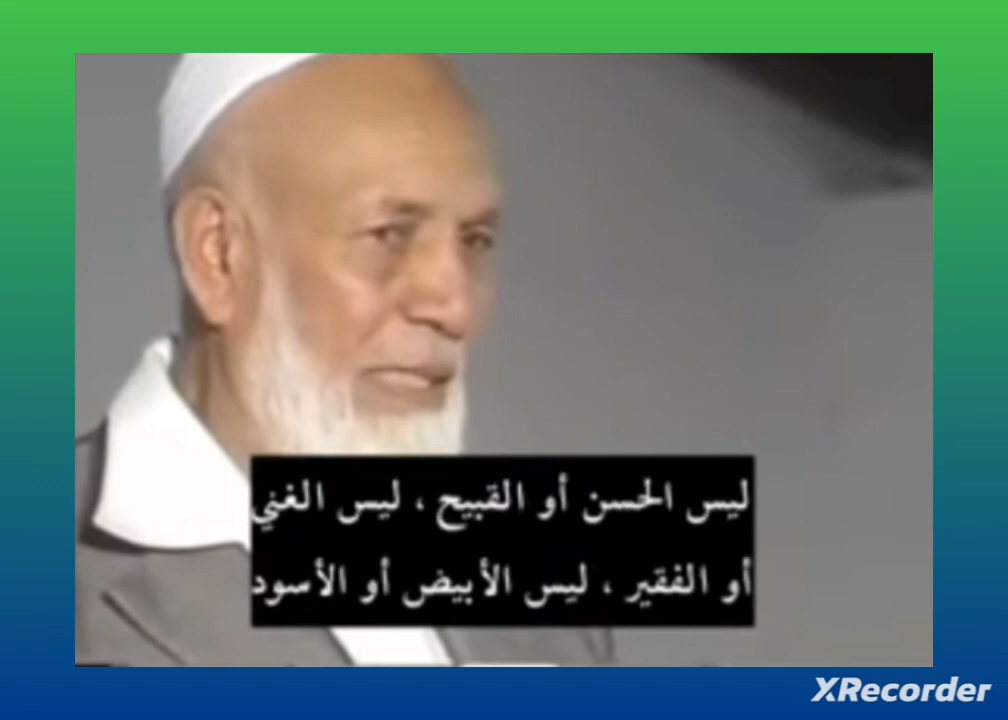 ليس الحسن أو القبيح ، ليس الغني
أو الفقير ، ليس الأبيض أو الأسود
XRecorder